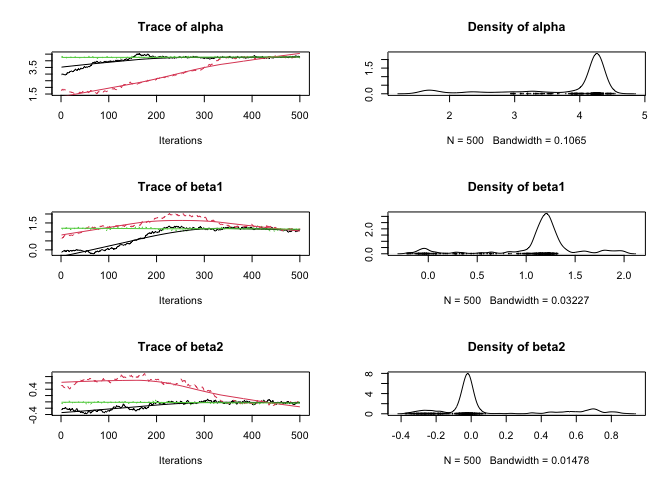 Trace of alpha
1.5 3.5
0 100 200 300 400 500
Iterations
Density of alpha
0.0 1.5
2 3 4 5
N = 500 Bandwidth = 0.1065
Trace of beta1
0.0 1.5
0 100 200 300 400 500
Iterations
Density of beta1
0.0 2.0
0.0 0.5 1.0 1.5 2.0
N = 500 Bandwidth = 0.03227
Trace of beta2
-0.4 0.4
0 100 200 300 400 500
Iterations
Density of beta2
0 4 8
-0.4 -0.2 0.0 0.2 0.4 0.6 0.8
N = 500 Bandwidth = 0.01478